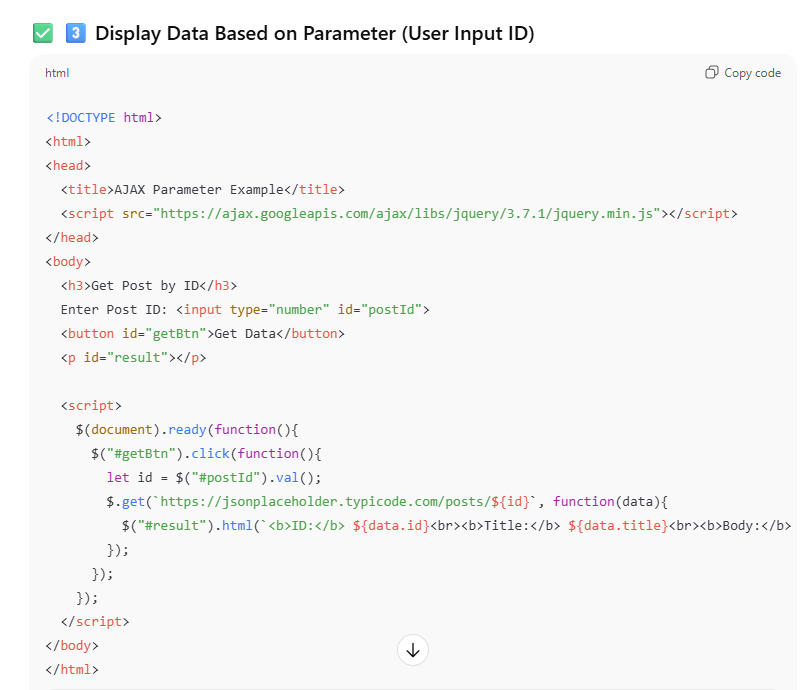 ✅ 3️⃣ Display Data Based on Parameter (User Input ID)
html Copy code
<!DOCTYPE html>
<html>
<head>
  <title>AJAX Parameter Example</title>
  <script src="https://ajax.googleapis.com/ajax/libs/jquery/3.7.1/jquery.min.js"></script>
</head>
<body>
  <h3>Get Post by ID</h3>
  Enter Post ID: <input type="number" id="postId">
  <button id="getBtn">Get Data</button>
  <p id="result"></p>
  <script>
    $(document).ready(function(){
      $("#getBtn").click(function(){
        let id = $("#postId").val();
        $.get(`https://jsonplaceholder.typicode.com/posts/${id}`, function(data){
          $("#result").html(`<b>ID:</b> ${data.id}<br><b>Title:</b> ${data.title}<br><b>Body:</b>
        });
      });
    });
  </script>
</body>
</html>